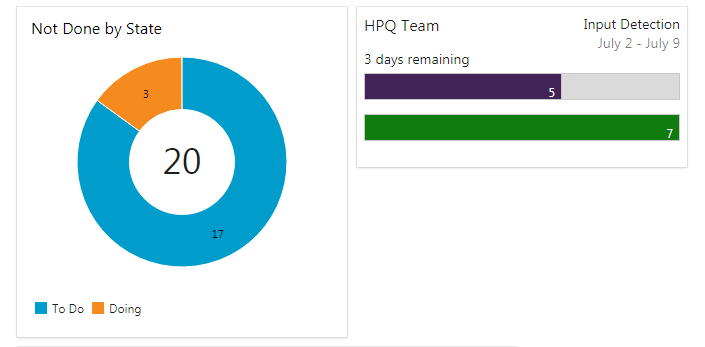 Not Done by State
3
20
17
To Do
Doing
HPQ Team
Input Detection
July 2 - July 9
3 days remaining
5
7